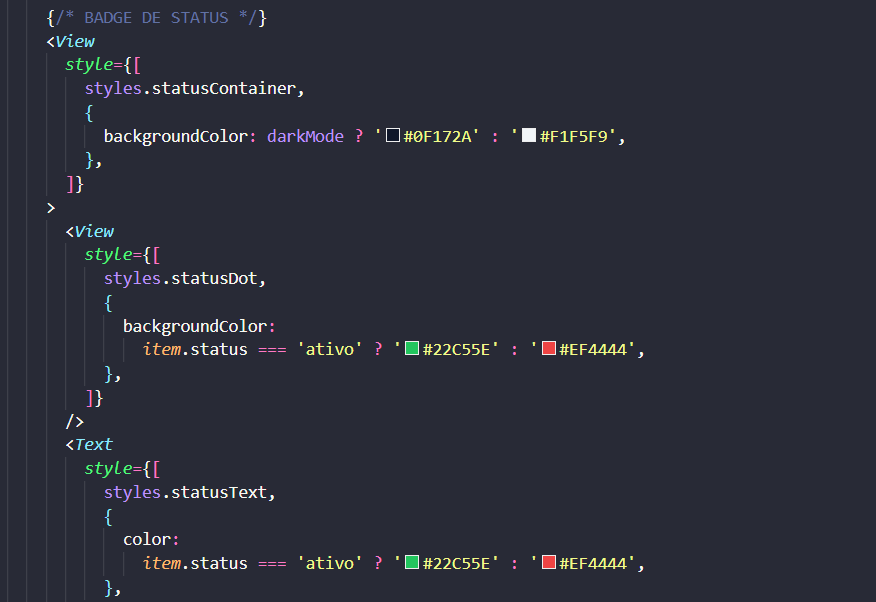 {/* BADGE DE STATUS */}
<View
style={[
styles.statusContainer,
{
backgroundColor: darkMode ? '#0F172A' : '#F1F5F9',
},
]}
>
<View
style={[
styles.statusDot,
{
backgroundColor:
item.status === 'ativo' ? '#22C55E' : '#EF4444',
},
]}
/>
<Text
style={[
styles.statusText,
{
color:
item.status === 'ativo' ? '#22C55E' : '#EF4444',
},